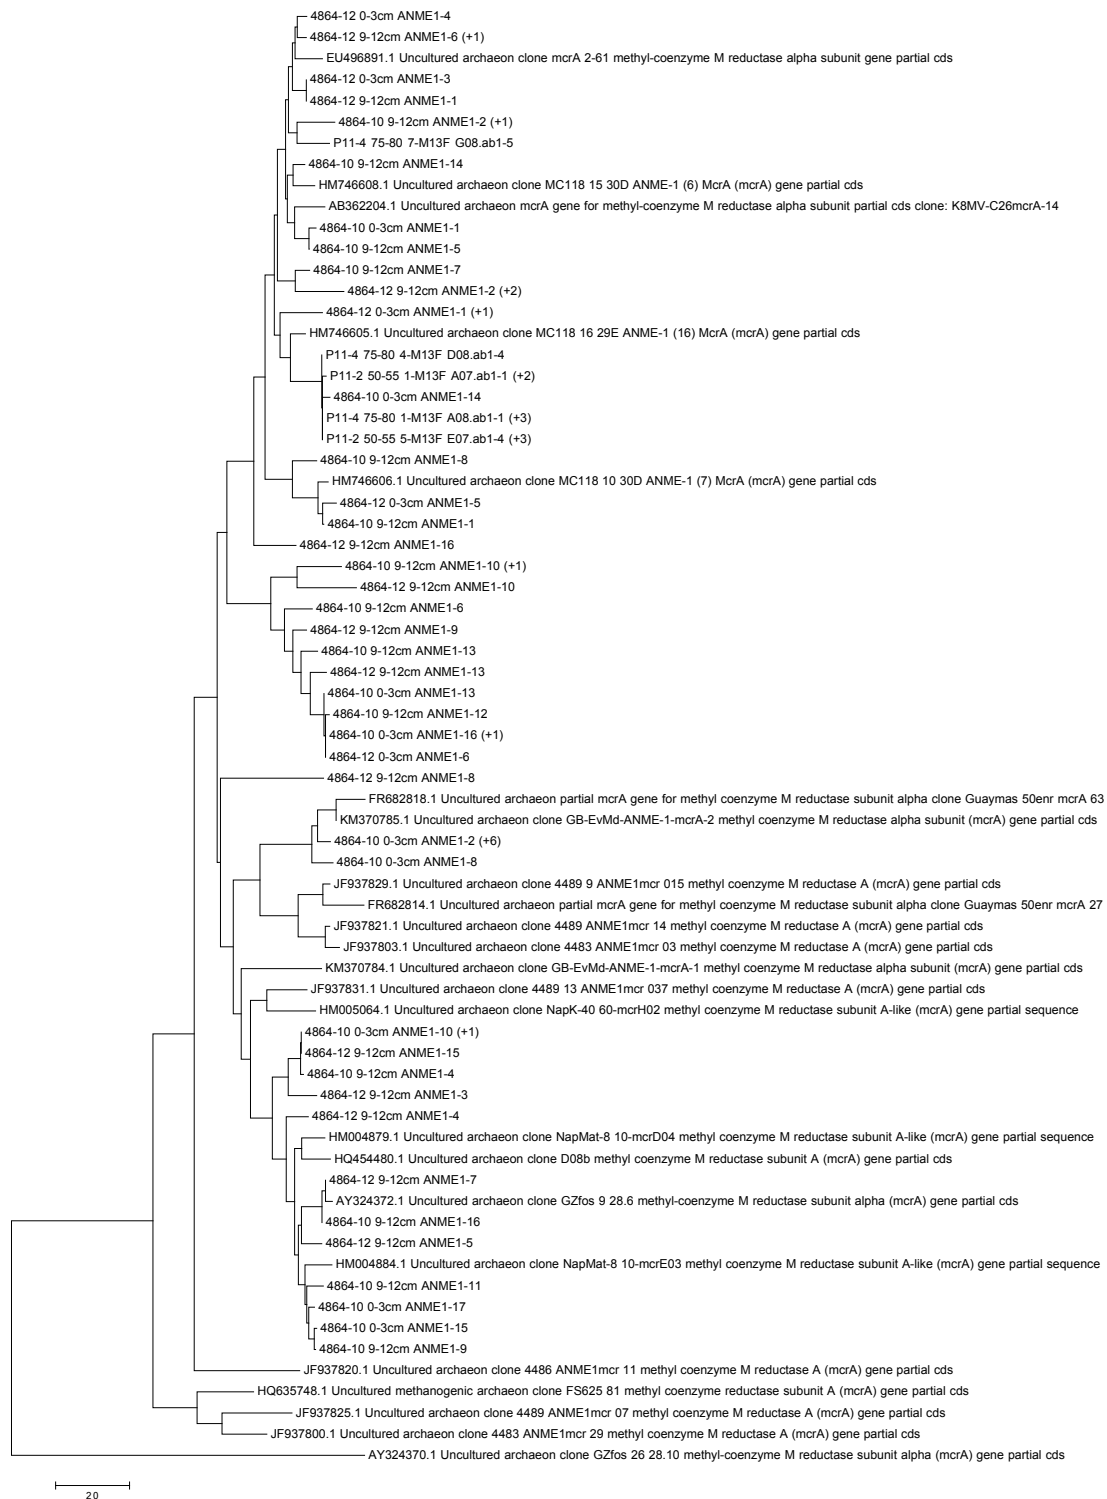 4864-12 0-3cm ANME1-4
4864-12 9-12cm ANME1-6 (+1)
EU496891.1 Uncultured archaeon clone mcrA 2-61 methyl-coenzyme M reductase alpha subunit gene partial cds
4864-12 0-3cm ANME1-3
4864-12 9-12cm ANME1-1
4864-10 9-12cm ANME1-2 (+1)
P11-4 75-80 7-M13F G08.ab1-5
4864-10 9-12cm ANME1-14
HM746608.1 Uncultured archaeon clone MC118 15 30D ANME-1 (6) McrA (mcrA) gene partial cds
AB362204.1 Uncultured archaeon mcrA gene for methyl-coenzyme M reductase alpha subunit partial cds clone: K8MV-C26mcrA-14
4864-10 0-3cm ANME1-1
4864-10 9-12cm ANME1-5
4864-10 9-12cm ANME1-7
4864-12 9-12cm ANME1-2 (+2)
4864-12 0-3cm ANME1-1 (+1)
HM746605.1 Uncultured archaeon clone MC118 16 29E ANME-1 (16) McrA (mcrA) gene partial cds
P11-4 75-80 4-M13F D08.ab1-4
P11-2 50-55 1-M13F A07.ab1-1 (+2)
4864-10 0-3cm ANME1-14
P11-4 75-80 1-M13F A08.ab1-1 (+3)
P11-2 50-55 5-M13F E07.ab1-4 (+3)
4864-10 9-12cm ANME1-8
HM746606.1 Uncultured archaeon clone MC118 10 30D ANME-1 (7) McrA (mcrA) gene partial cds
4864-12 0-3cm ANME1-5
4864-10 9-12cm ANME1-1
4864-12 9-12cm ANME1-16
4864-10 9-12cm ANME1-10 (+1)
4864-12 9-12cm ANME1-10
4864-10 9-12cm ANME1-6
4864-12 9-12cm ANME1-9
4864-10 9-12cm ANME1-13
4864-12 9-12cm ANME1-13
4864-10 0-3cm ANME1-13
4864-10 9-12cm ANME1-12
4864-10 0-3cm ANME1-16 (+1)
4864-12 0-3cm ANME1-6
4864-12 9-12cm ANME1-8
FR682818.1 Uncultured archaeon partial mcrA gene for methyl coenzyme M reductase subunit alpha clone Guaymas 50enr mcrA 63
KM370785.1 Uncultured archaeon clone GB-EvMd-ANME-1-mcrA-2 methyl coenzyme M reductase alpha subunit (mcrA) gene partial cds
4864-10 0-3cm ANME1-2 (+6)
4864-10 0-3cm ANME1-8
JF937829.1 Uncultured archaeon clone 4489 9 ANME1mcr 015 methyl coenzyme M reductase A (mcrA) gene partial cds
FR682814.1 Uncultured archaeon partial mcrA gene for methyl coenzyme M reductase subunit alpha clone Guaymas 50enr mcrA 27
JF937821.1 Uncultured archaeon clone 4489 ANME1mcr 14 methyl coenzyme M reductase A (mcrA) gene partial cds
JF937803.1 Uncultured archaeon clone 4483 ANME1mcr 03 methyl coenzyme M reductase A (mcrA) gene partial cds
KM370784.1 Uncultured archaeon clone GB-EvMd-ANME-1-mcrA-1 methyl coenzyme M reductase alpha subunit (mcrA) gene partial cds
JF937831.1 Uncultured archaeon clone 4489 13 ANME1mcr 037 methyl coenzyme M reductase A (mcrA) gene partial cds
HM005064.1 Uncultured archaeon clone NapK-40 60-mcrH02 methyl coenzyme M reductase subunit A-like (mcrA) gene partial sequence
4864-10 0-3cm ANME1-10 (+1)
4864-12 9-12cm ANME1-15
4864-10 9-12cm ANME1-4
4864-12 9-12cm ANME1-3
4864-12 9-12cm ANME1-4
HM004879.1 Uncultured archaeon clone NapMat-8 10-mcrD04 methyl coenzyme M reductase subunit A-like (mcrA) gene partial sequence
HQ454480.1 Uncultured archaeon clone D08b methyl coenzyme M reductase subunit A (mcrA) gene partial cds
4864-12 9-12cm ANME1-7
AY324372.1 Uncultured archaeon clone GZfos 9 28.6 methyl-coenzyme M reductase subunit alpha (mcrA) gene partial cds
4864-10 9-12cm ANME1-16
4864-12 9-12cm ANME1-5
HM004884.1 Uncultured archaeon clone NapMat-8 10-mcrE03 methyl coenzyme M reductase subunit A-like (mcrA) gene partial sequence
4864-10 9-12cm ANME1-11
4864-10 0-3cm ANME1-17
4864-10 0-3cm ANME1-15
4864-10 9-12cm ANME1-9
JF937820.1 Uncultured archaeon clone 4486 ANME1mcr 11 methyl coenzyme M reductase A (mcrA) gene partial cds
HQ635748.1 Uncultured methanogenic archaeon clone FS625 81 methyl coenzyme reductase subunit A (mcrA) gene partial cds
JF937825.1 Uncultured archaeon clone 4489 ANME1mcr 07 methyl coenzyme M reductase A (mcrA) gene partial cds
JF937800.1 Uncultured archaeon clone 4483 ANME1mcr 29 methyl coenzyme M reductase A (mcrA) gene partial cds
AY324370.1 Uncultured archaeon clone GZfos 26 28.10 methyl-coenzyme M reductase subunit alpha (mcrA) gene partial cds
20